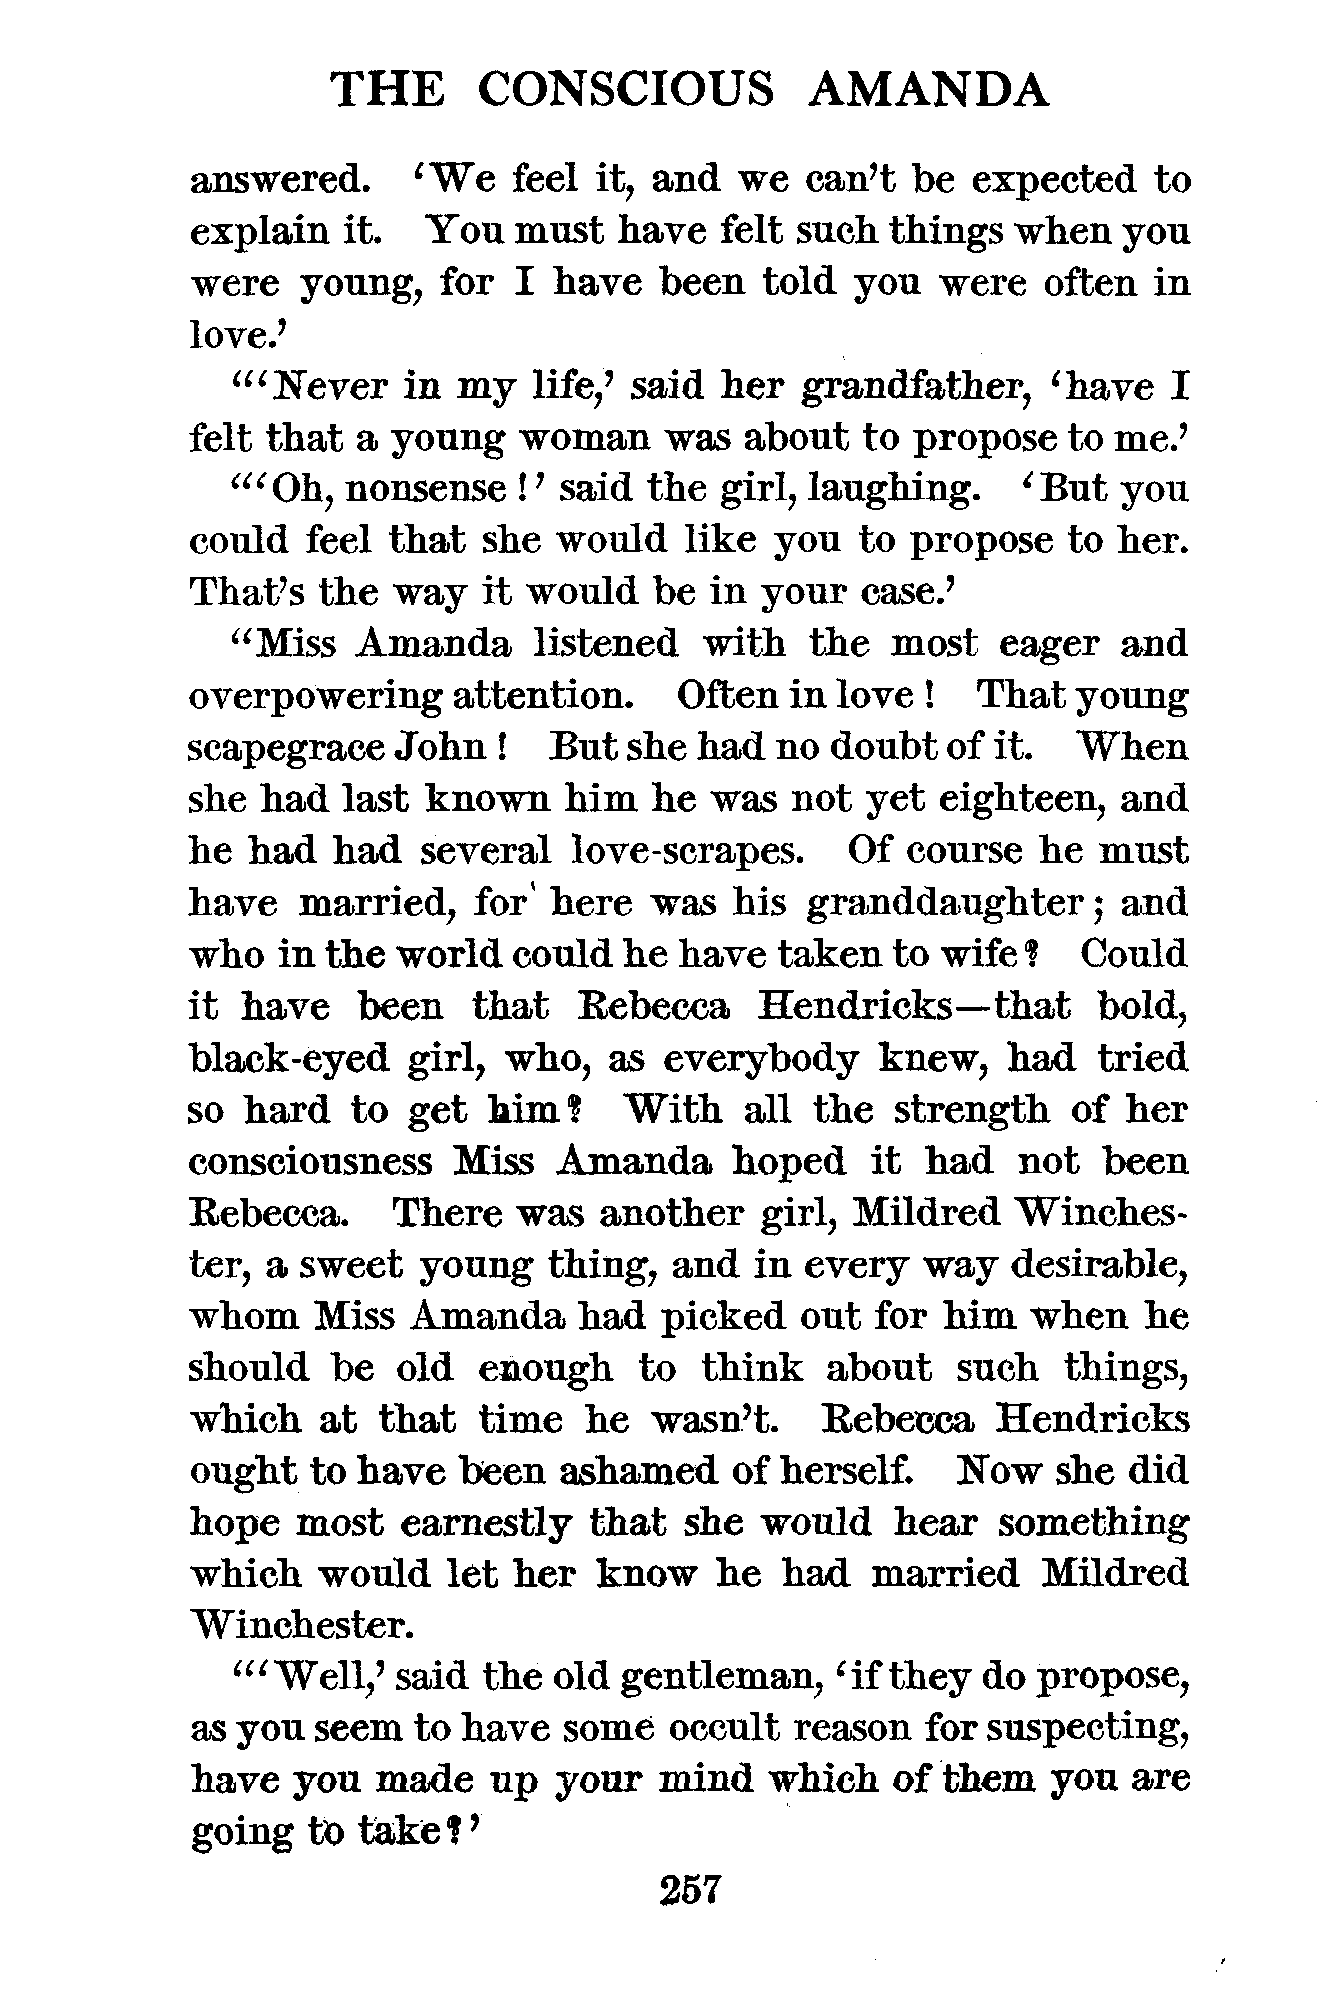 THE CONSCIOUS AMANDA
answered. ‘We feel it, and we can’t be expected to
explain it. You must have felt such things when you
were young, for I have been told you were often in
love.’
“‘Never in my life,’ said her grandfather, ‘have I
felt that a young woman was about to propose to me.’
“‘Oh, nonsense!’ said the girl, laughing. ‘But you
could feel that she would like you to propose to her.
That’s the way it would be in your case.’
“Miss Amanda listened with the most eager and
overpowering attention. Often in love! That young
scapegrace John! But she had no doubt of it. When
she had last known him he was not yet eighteen, and
he had had several love-scrapes. Of course he must
have married, for here was his granddaughter; and
who in the world could he have taken to wife? Could
it have been that Rebecca Hendricks—that bold,
black-eyed girl, who, as everybody knew, had tried
so hard to get him? With all the strength of her
consciousness Miss Amanda hoped it had not been
Rebecca. There was another girl, Mildred Winches-
ter, a sweet young thing, and in every way desirable,
whom Miss Amanda had picked out for him when he
should be old enough to think about such things,
which at that time he wasn’t. Rebecca Hendricks
ought to have been ashamed of herself. Now she did
hope most earnestly that she would hear something
which would let her know he had married Mildred
Winchester.
“‘Well,’ said the old gentleman, ‘if they do propose,
as you seem to have some occult reason for suspecting,
have you made up your mind which of them you are
going to take?’
257